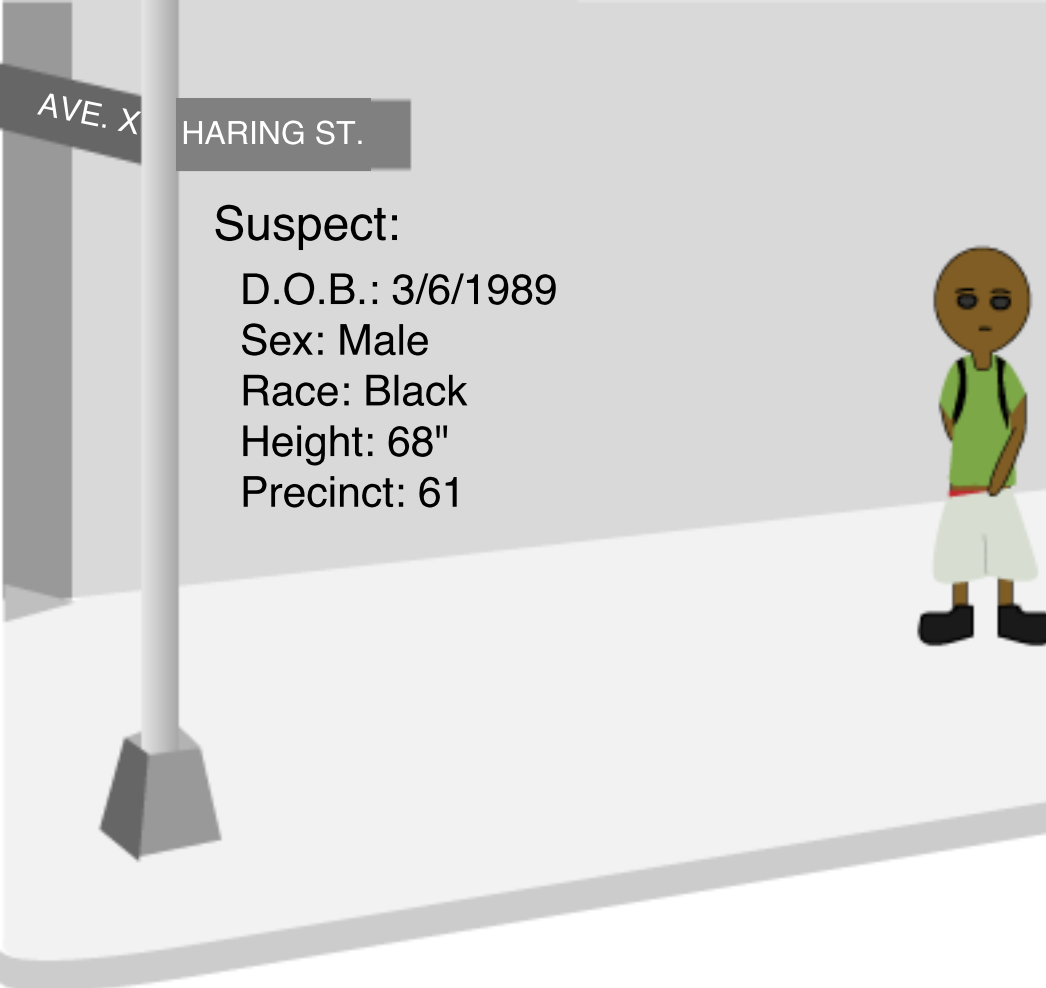 AVE. X
HARING ST.
Suspect:
D.O.B.: 3/6/1989
Sex: Male
Race: Black
Height: 68"
Precinct: 61